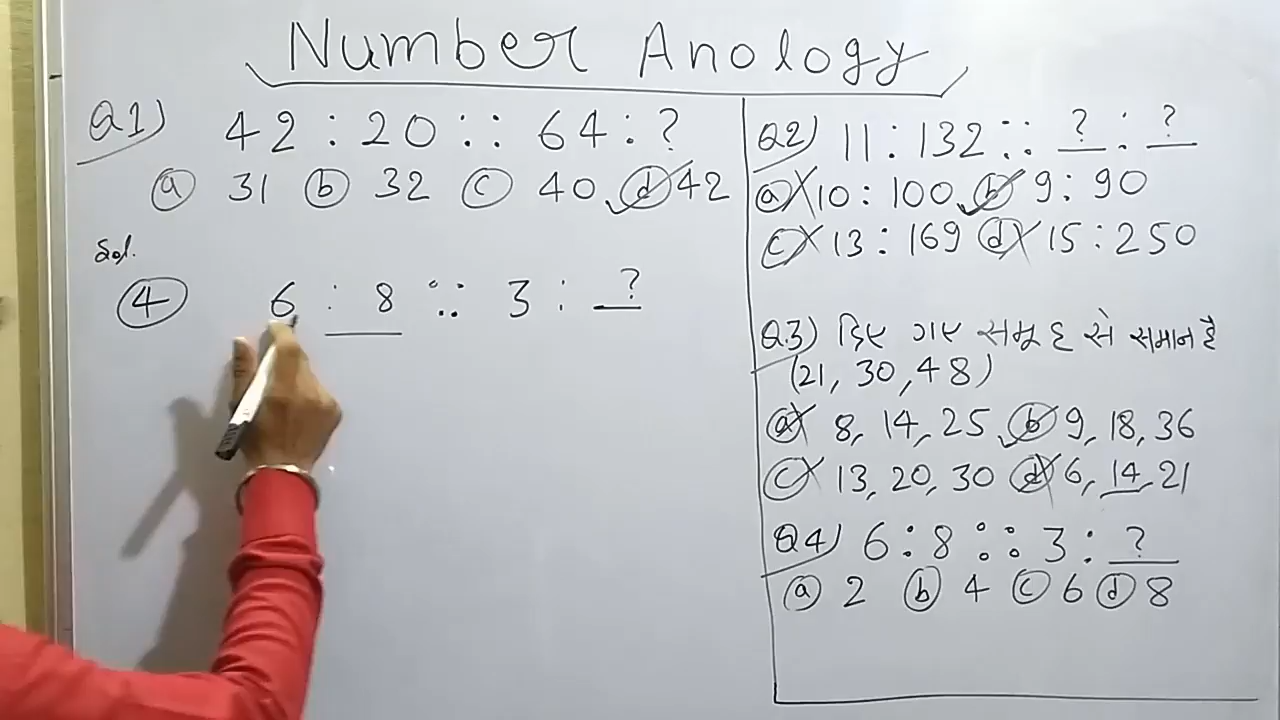 Number Anology
Q1) 42 : 20 :: 64 : ?
a 31 b 32 c 40 d 42
Sol.
4 6 : 8 :: 3 : ?
Q2) 11 : 132 :: ? : ?
a 10 : 100 b 9 : 90
c 13 : 169 d 15 : 250
Q.3) दिए गए समूह से समान है
(21, 30, 48)
a 8, 14, 25 b 9, 18, 36
c 13, 20, 30 d 6, 14, 21
Q4) 6 : 8 :: 3 : ?
a 2 b 4 c 6 d 8